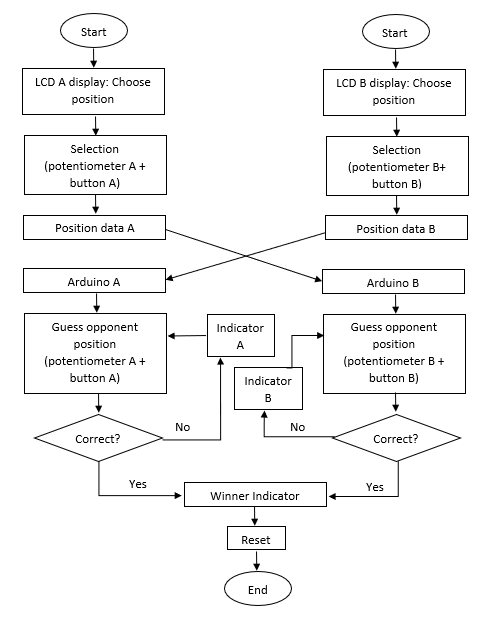 Start
Start
LCD A display: Choose
position
LCD B display: Choose
position
Selection
(potentiometer A +
button A)
Selection
(potentiometer B+
button B)
Position data A
Position data B
Arduino A
Arduino B
Guess opponent
position
(potentiometer A +
button A)
Indicator
A
Guess opponent
position
(potentiometer B +
button B)
Indicator
B
Correct?
No
No
Correct?
Yes
Yes
Winner Indicator
Reset
End